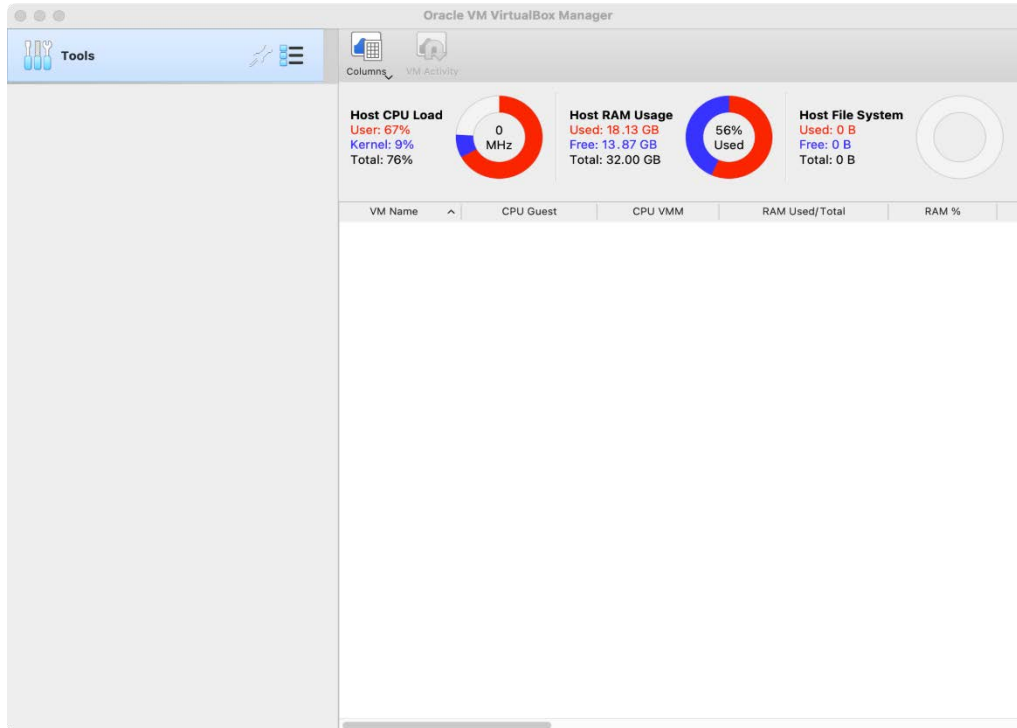 Oracle VM VirtualBox Manager
Tools
Columns
VM Activity
Host CPU Load
User: 67%
Kernel: 9%
Total: 76%
0
MHz
Host RAM Usage
Used: 18.13 GB
Free: 13.87 GB
Total: 32.00 GB
56%
Used
Host File System
Used: 0 B
Free: 0 B
Total: 0 B
VM Name CPU Guest CPU VMM RAM Used/Total RAM %